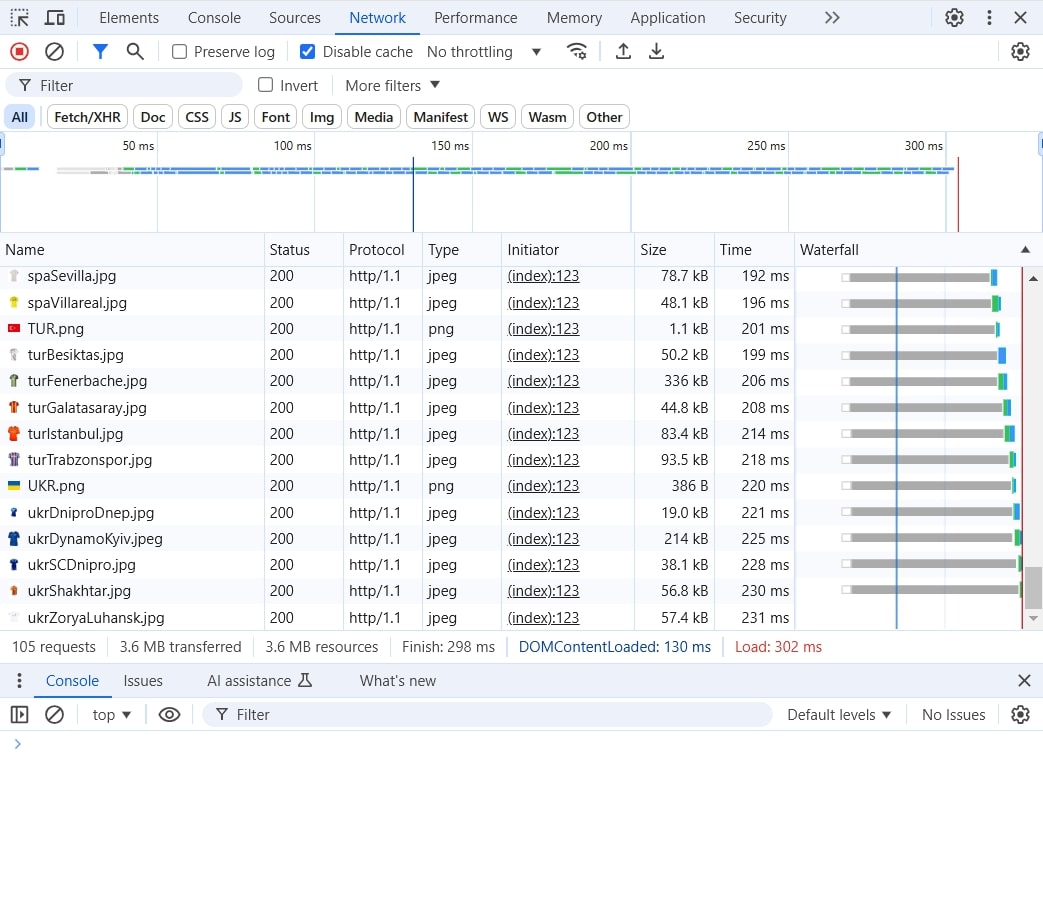 Elements Console Sources Network Performance Memory Application Security
Preserve log Disable cache No throttling
Filter Invert More filters
All Fetch/XHR Doc CSS JS Font Img Media Manifest WS Wasm Other
50 ms 100 ms 150 ms 200 ms 250 ms 300 ms
Name Status Protocol Type Initiator Size Time Waterfall
spaSevilla.jpg 200 http/1.1 jpeg (index):123 78.7 kB 192 ms
spaVillareal.jpg 200 http/1.1 jpeg (index):123 48.1 kB 196 ms
TUR.png 200 http/1.1 png (index):123 1.1 kB 201 ms
turBesiktas.jpg 200 http/1.1 jpeg (index):123 50.2 kB 199 ms
turFenerbache.jpg 200 http/1.1 jpeg (index):123 336 kB 206 ms
turGalatasaray.jpg 200 http/1.1 jpeg (index):123 44.8 kB 208 ms
turIstanbul.jpg 200 http/1.1 jpeg (index):123 83.4 kB 214 ms
turTrabzonspor.jpg 200 http/1.1 jpeg (index):123 93.5 kB 218 ms
UKR.png 200 http/1.1 png (index):123 386 B 220 ms
ukrDniproDnep.jpg 200 http/1.1 jpeg (index):123 19.0 kB 221 ms
ukrDynamoKyiv.jpeg 200 http/1.1 jpeg (index):123 214 kB 225 ms
ukrSCDnipro.jpg 200 http/1.1 jpeg (index):123 38.1 kB 228 ms
ukrShakhtar.jpg 200 http/1.1 jpeg (index):123 56.8 kB 230 ms
ukrZoryaLuhansk.jpg 200 http/1.1 jpeg (index):123 57.4 kB 231 ms
105 requests 3.6 MB transferred 3.6 MB resources Finish: 298 ms DOMContentLoaded: 130 ms Load: 302 ms
Console Issues AI assistance What's new
top Filter Default levels No Issues